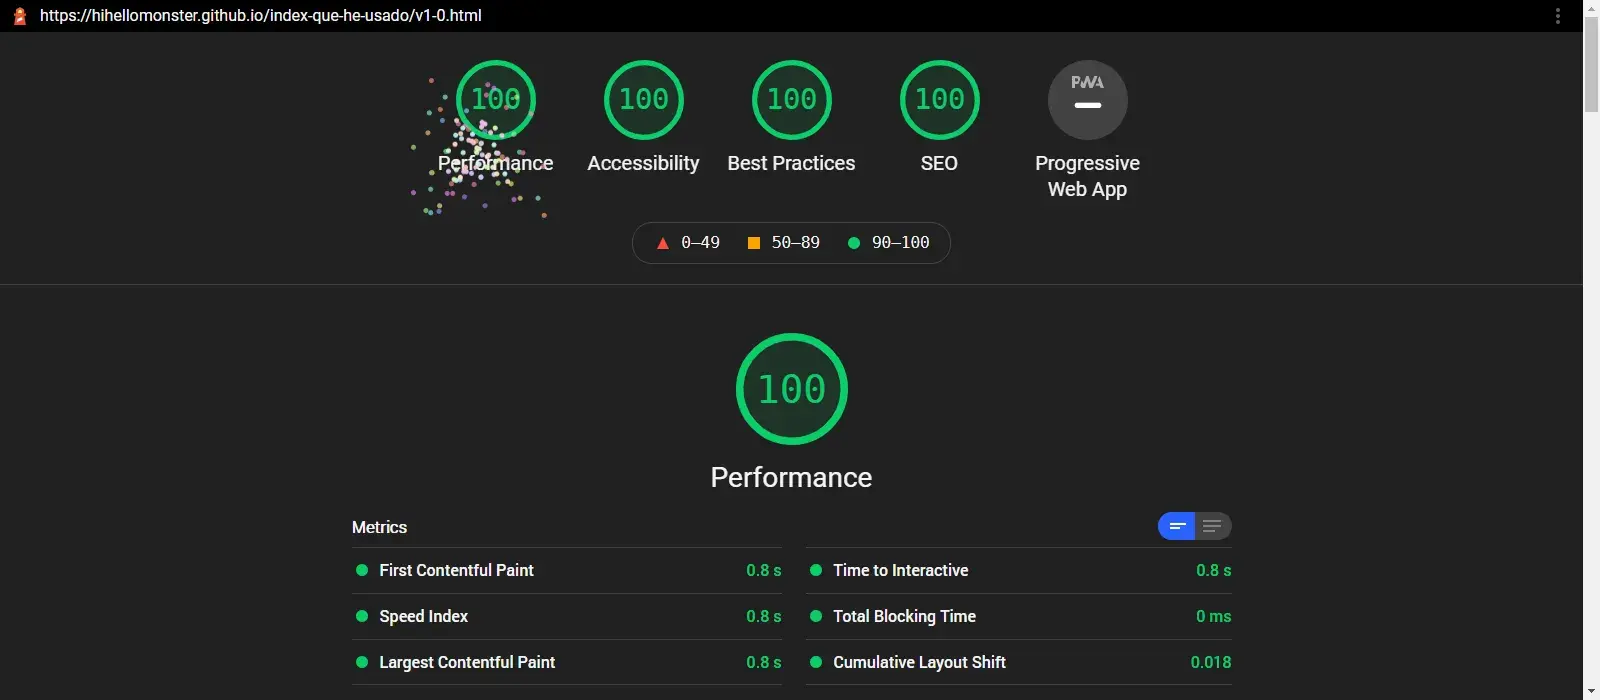 https://hihellomonster.github.io/index-que-he-usado/v1-0.html
100 100 100 100 PWA
Performance Accessibility Best Practices SEO Progressive
Web App
0–49 50–89 90–100
100
Performance
Metrics
First Contentful Paint 0.8 s
Time to Interactive 0.8 s
Speed Index 0.8 s
Total Blocking Time 0 ms
Largest Contentful Paint 0.8 s
Cumulative Layout Shift 0.018